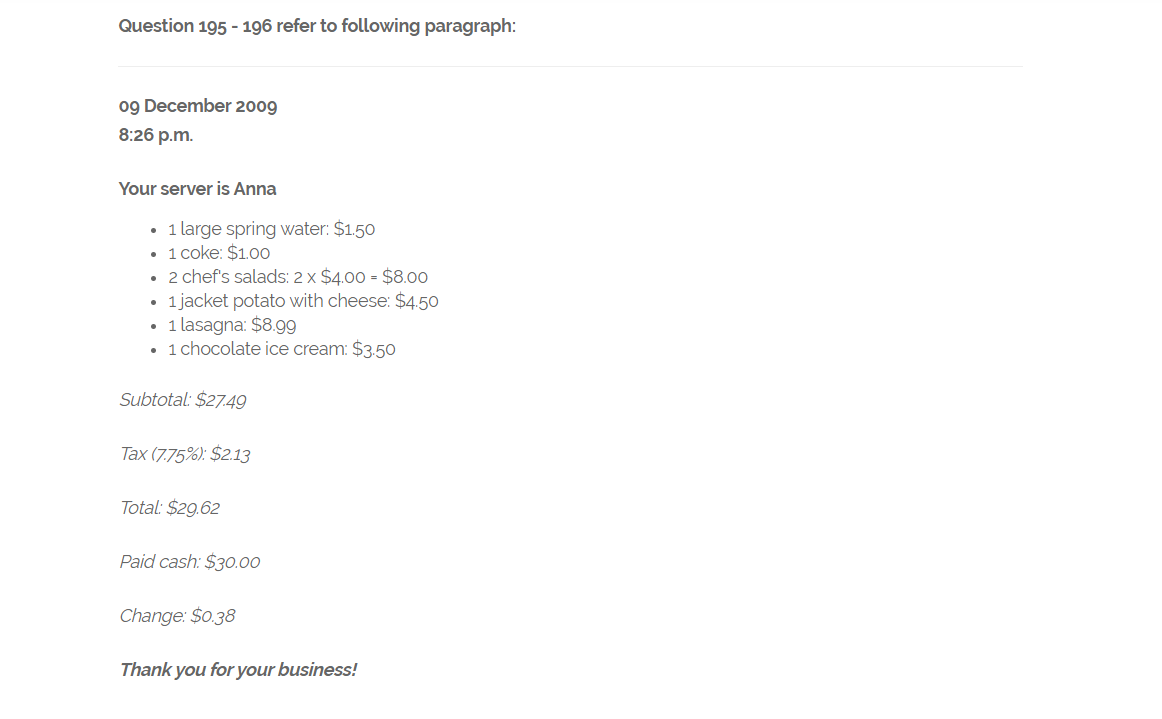 Question 195 - 196 refer to following paragraph:
09 December 2009
8:26 p.m.
Your server is Anna
• 1 large spring water: $1.50
• 1 coke: $1.00
• 2 chef's salads: 2 x $4.00 = $8.00
• 1 jacket potato with cheese: $4.50
• 1 lasagna: $8.99
• 1 chocolate ice cream: $3.50
Subtotal: $27.49
Tax (7.75%): $2.13
Total: $29.62
Paid cash: $30.00
Change: $0.38
Thank you for your business!